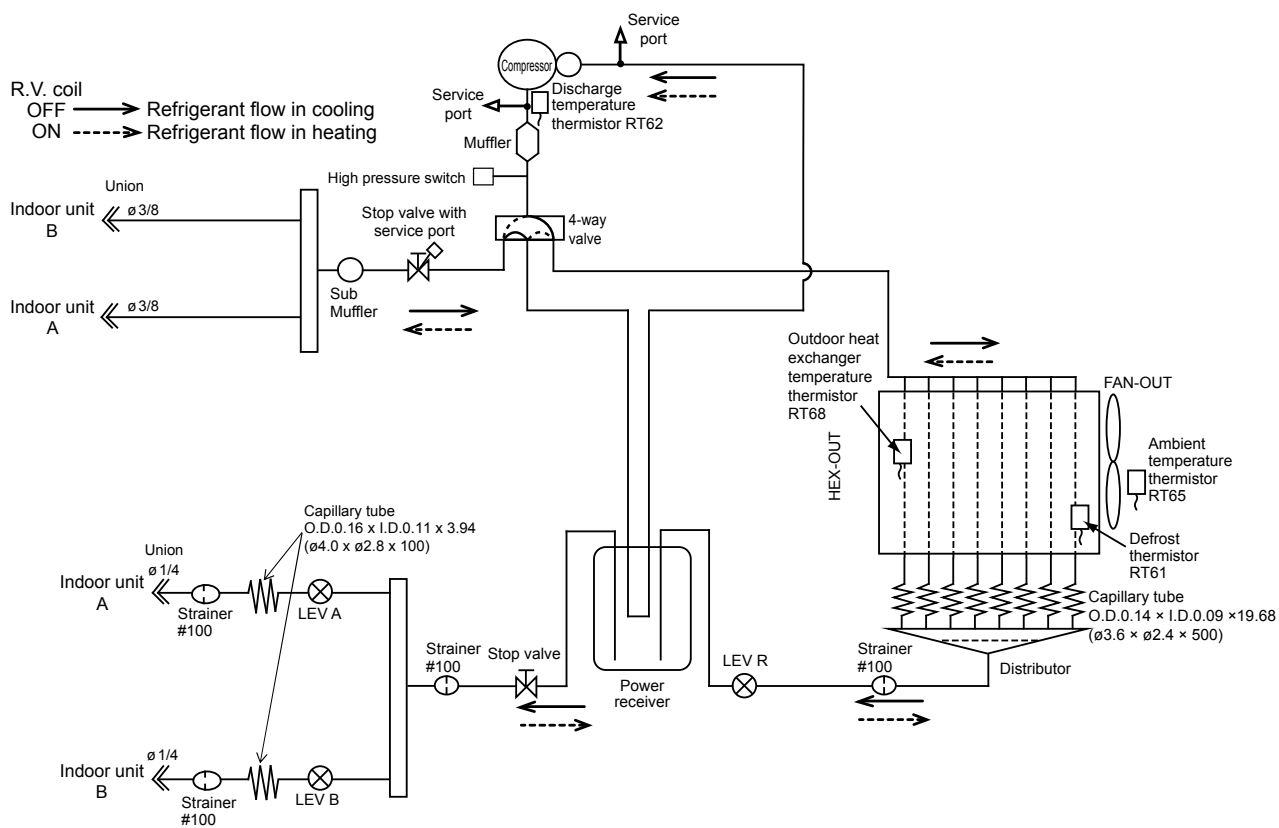 Service
port
Compressor
R.V. coil
OFF Refrigerant flow in cooling
ON Refrigerant flow in heating
Service
port
Discharge
temperature
thermistor RT62
Muffler
High pressure switch
4-way
valve
Union
Indoor unit
B
ø 3/8
Stop valve with
service port
Indoor unit
A
ø 3/8
Sub
Muffler
Outdoor heat
exchanger
temperature
thermistor
RT68
FAN-OUT
HEX-OUT
Ambient
temperature
thermistor
RT65
Defrost
thermistor
RT61
Capillary tube
O.D.0.16 x I.D.0.11 x 3.94
(ø4.0 x ø2.8 x 100)
Union
ø 1/4
Indoor unit
A
Strainer
#100
LEV A
Capillary tube
O.D.0.14 × I.D.0.09 ×19.68
(ø3.6 × ø2.4 × 500)
Strainer
#100
Stop valve
Power
receiver
LEV R
Strainer
#100
Distributor
ø 1/4
Indoor unit
B
Strainer
#100
LEV B